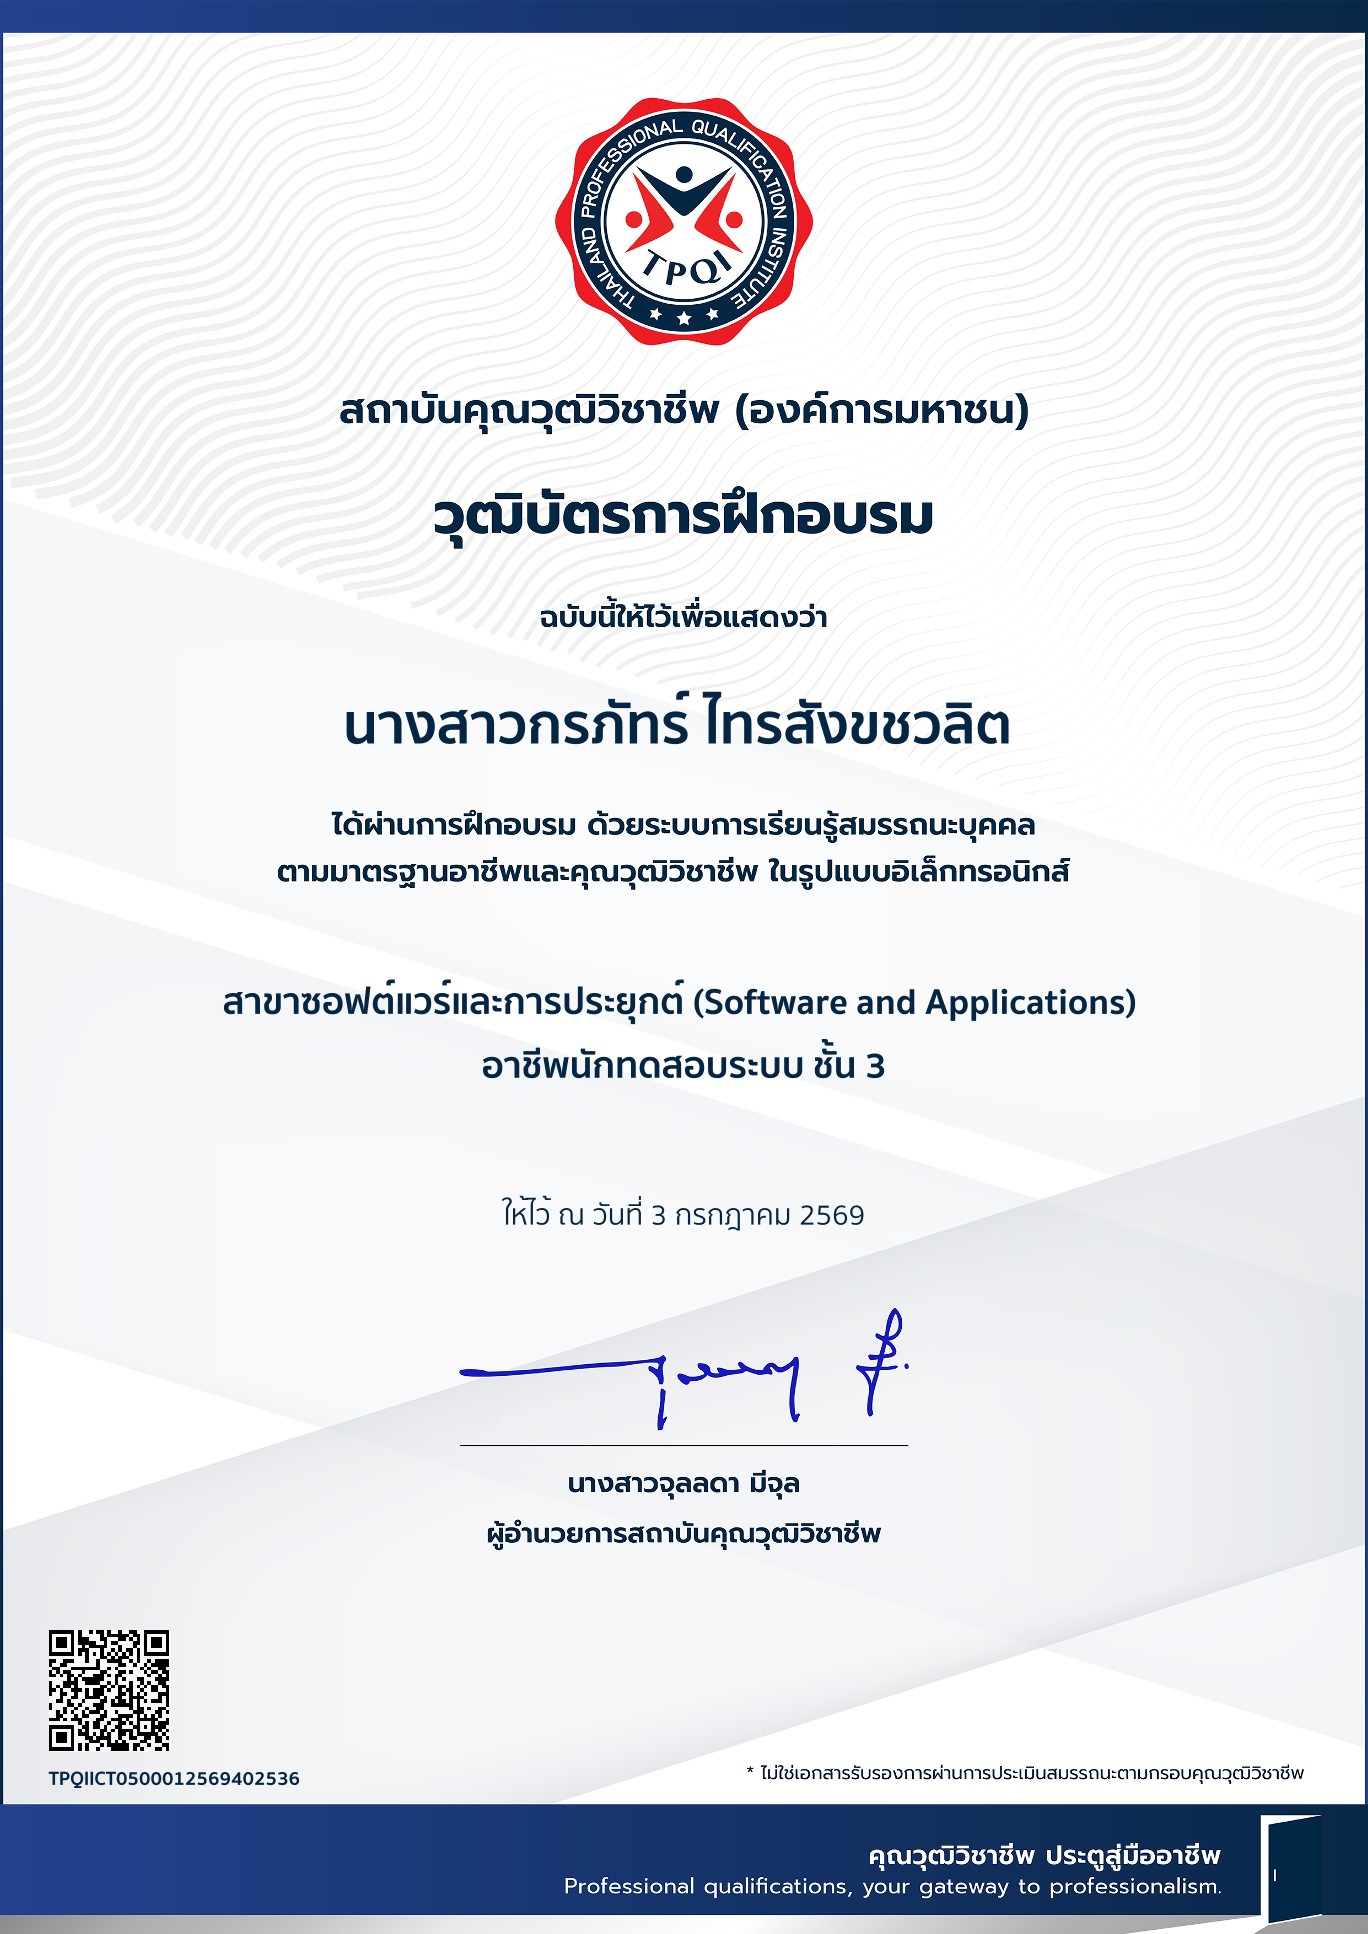 THAILAND PROFESSIONAL QUALIFICATION INSTITUTE
TPQI
สถาบันคุณวุฒิวิชาชีพ (องค์การมหาชน)
วุฒิบัตรการฝึกอบรม
ฉบับนี้ให้ไว้เพื่อแสดงว่า
นางสาวกรภัทร์ ไทรสังขชวลิต
ได้ผ่านการฝึกอบรม ด้วยระบบการเรียนรู้สมรรถนะบุคคล
ตามมาตรฐานอาชีพและคุณวุฒิวิชาชีพ ในรูปแบบอิเล็กทรอนิกส์
สาขาซอฟต์แวร์และการประยุกต์ (Software and Applications)
อาชีพนักทดสอบระบบ ชั้น 3
ให้ไว้ ณ วันที่ 3 กรกฎาคม 2569
นางสาวจุลลดา มีจุล
ผู้อำนวยการสถาบันคุณวุฒิวิชาชีพ
TPQIICT0500012569402536
* ไม่ใช่เอกสารรับรองการผ่านการประเมินสมรรถนะตามกรอบคุณวุฒิวิชาชีพ
คุณวุฒิวิชาชีพ ประตูสู่มืออาชีพ
Professional qualifications, your gateway to professionalism.